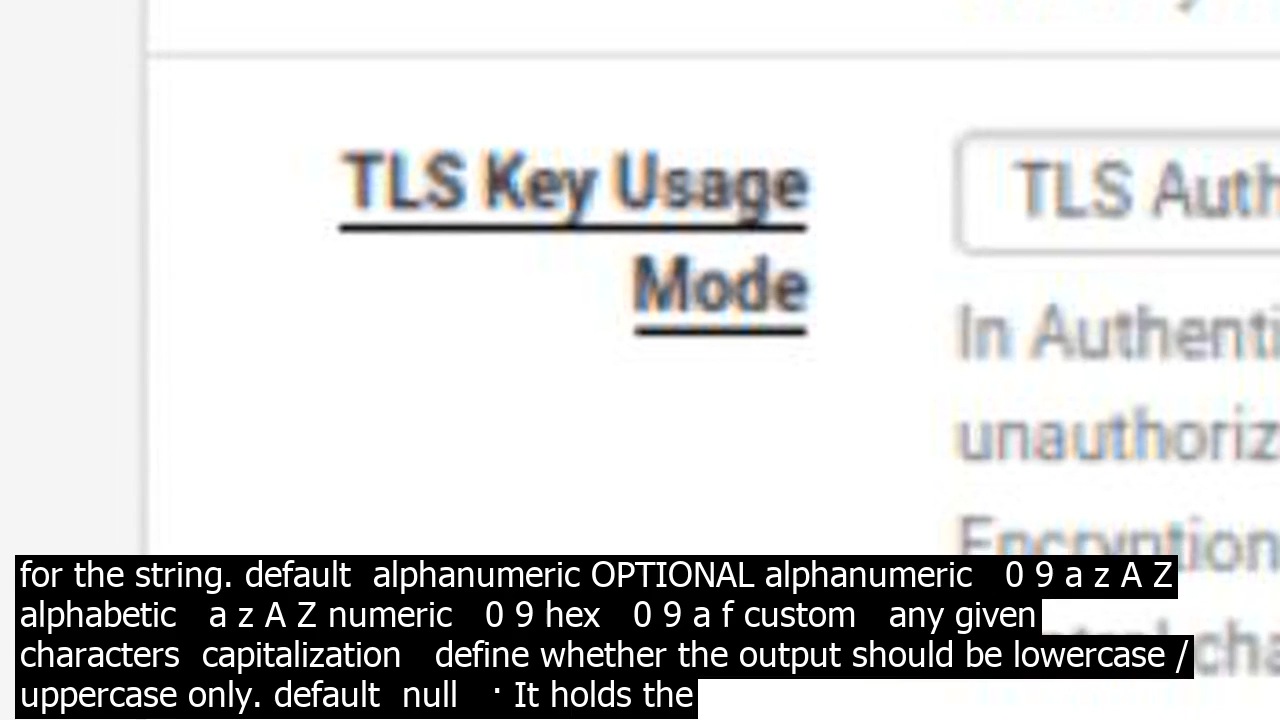 TLS Key Usage
Mode
TLS Auth
In Authenti
unauthoriz
Encryption
cha
for the string. default alphanumeric OPTIONAL alphanumeric 0 9 a z A Z
alphabetic a z A Z numeric 0 9 hex 0 9 a f custom any given
characters capitalization define whether the output should be lowercase /
uppercase only. default null · It holds the